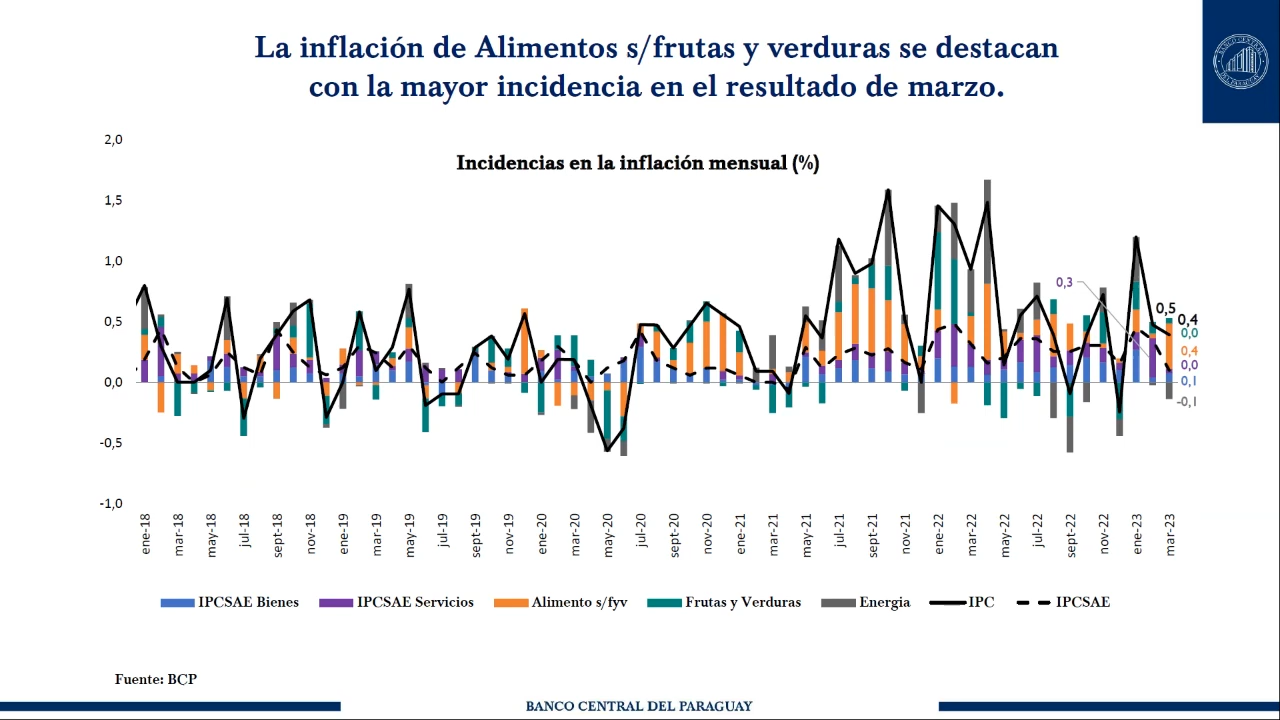 La inflación de Alimentos s/frutas y verduras se destacan
con la mayor incidencia en el resultado de marzo.
BANCO CENTRAL
DEL PARAGUAY
Incidencias en la inflación mensual (%)
2,0
1,5
1,0
0,5
0,0
-0,5
-1,0
0,3
0,5
0,4
0,0
0,4
0,0
0,1
-0,1
ene-18
mar-18
may-18
jul-18
sept-18
nov-18
ene-19
mar-19
may-19
jul-19
sept-19
nov-19
ene-20
mar-20
may-20
jul-20
sept-20
nov-20
ene-21
mar-21
may-21
jul-21
sept-21
nov-21
ene-22
mar-22
may-22
jul-22
sept-22
nov-22
ene-23
mar-23
IPCSAE Bienes
IPCSAE Servicios
Alimento s/fyv
Frutas y Verduras
Energia
IPC
IPCSAE
Fuente: BCP
BANCO CENTRAL DEL PARAGUAY